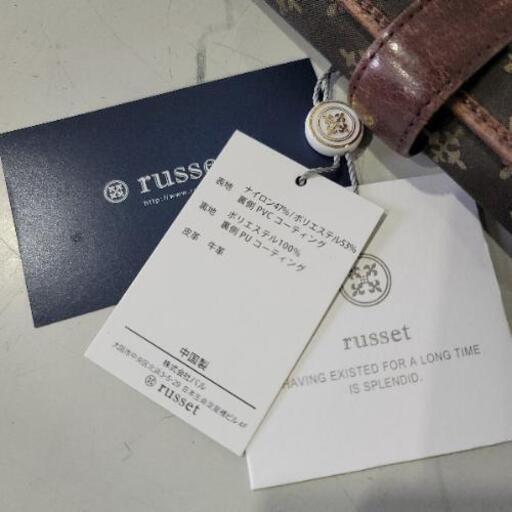 russet
表地 ナイロン47%/ポリエステル53%
裏側PVCコーティング
裏地 ポリエステル100%
裏側PUコーティング
皮革 牛革
中国製
株式会社パル
russet
russet
HAVING EXISTED FOR A LONG TIME
IS SPLENDID.